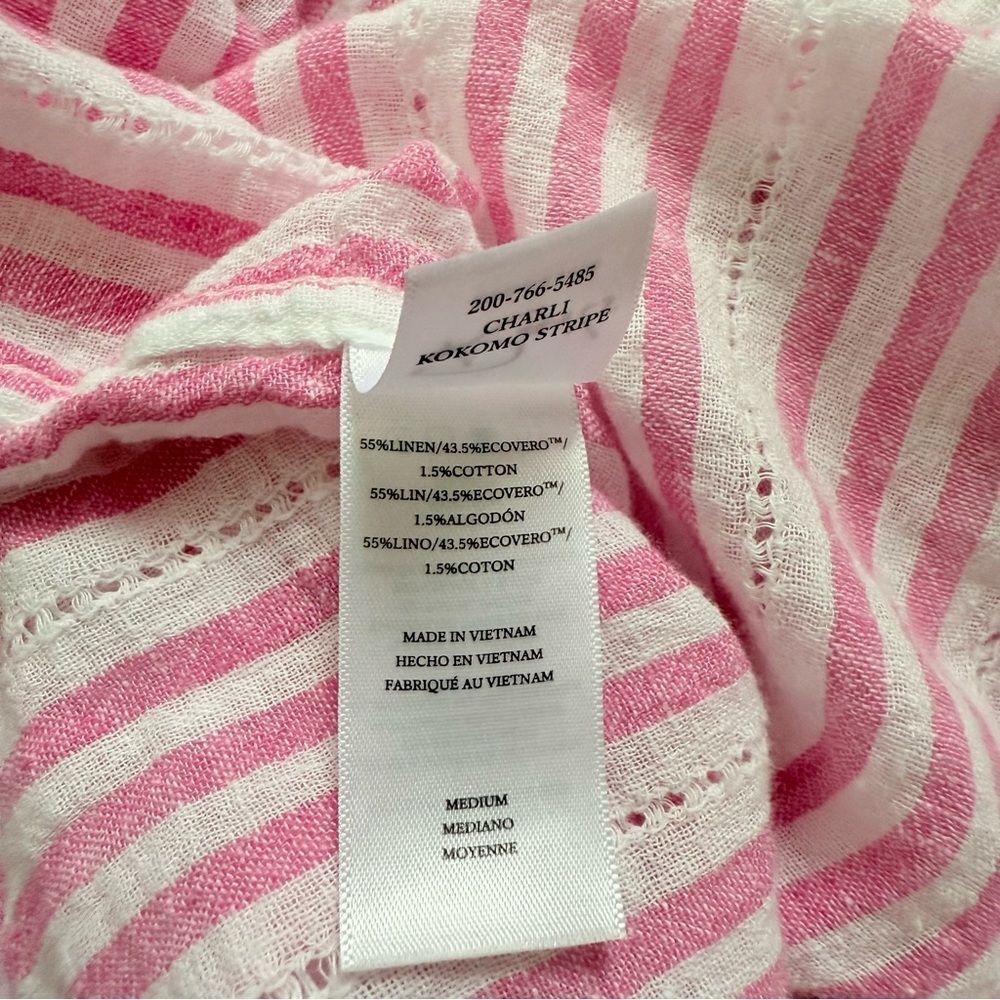 200-766-5485
CHARLI
KOKOMO STRIPE
55%LINEN/43.5%ECOVERO™/
1.5%COTTON
55%LIN/43.5%ECOVERO™/
1.5%ALGODÓN
55%LINO/43.5%ECOVERO™/
1.5%COTON
MADE IN VIETNAM
HECHO EN VIETNAM
FABRIQUÉ AU VIETNAM
MEDIUM
MEDIANO
MOYENNE